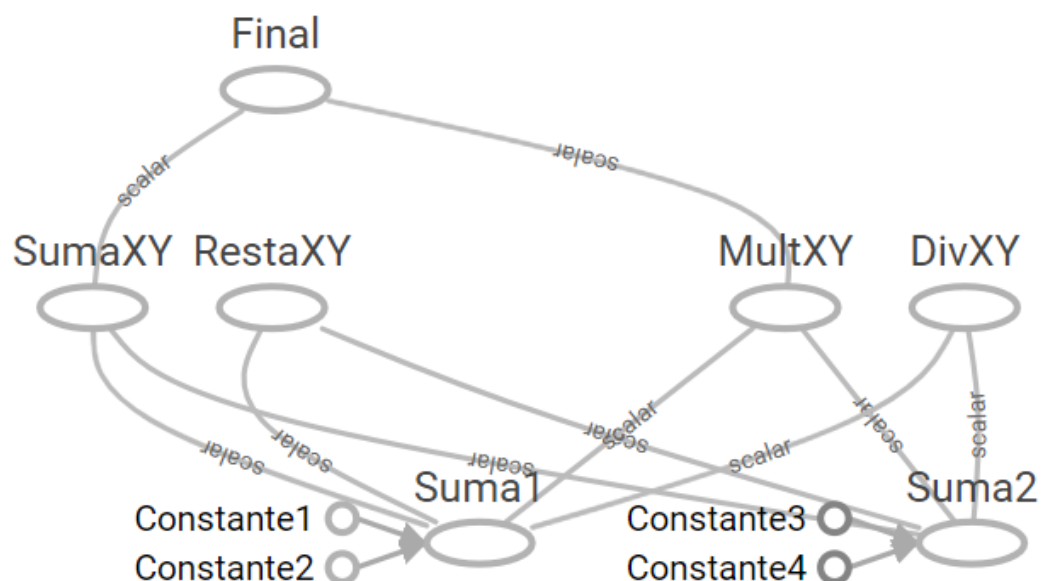 Final
scalar
scalar
SumaXY
RestaXY
MultXY
DivXY
scalar
scalar
scalar
scalar
scalar
scalar
scalar
scalar
Suma1
Suma2
Constante1
Constante3
Constante2
Constante4